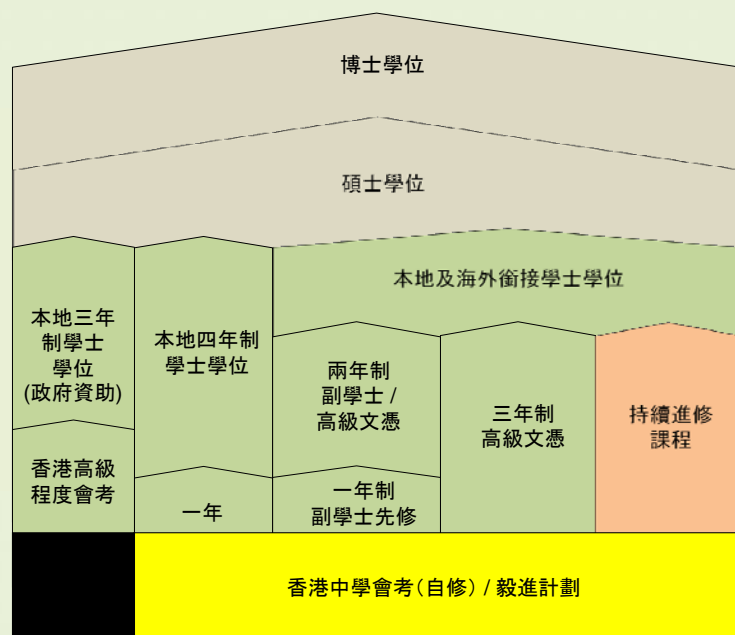 博士學位
碩士學位
本地及海外銜接學士學位
本地三年
制學士
學位
(政府資助)
本地四年制
學士學位
兩年制
副學士 /
高級文憑
三年制
高級文憑
持續進修
課程
香港高級
程度會考
一年
一年制
副學士先修
香港中學會考(自修) / 毅進計劃